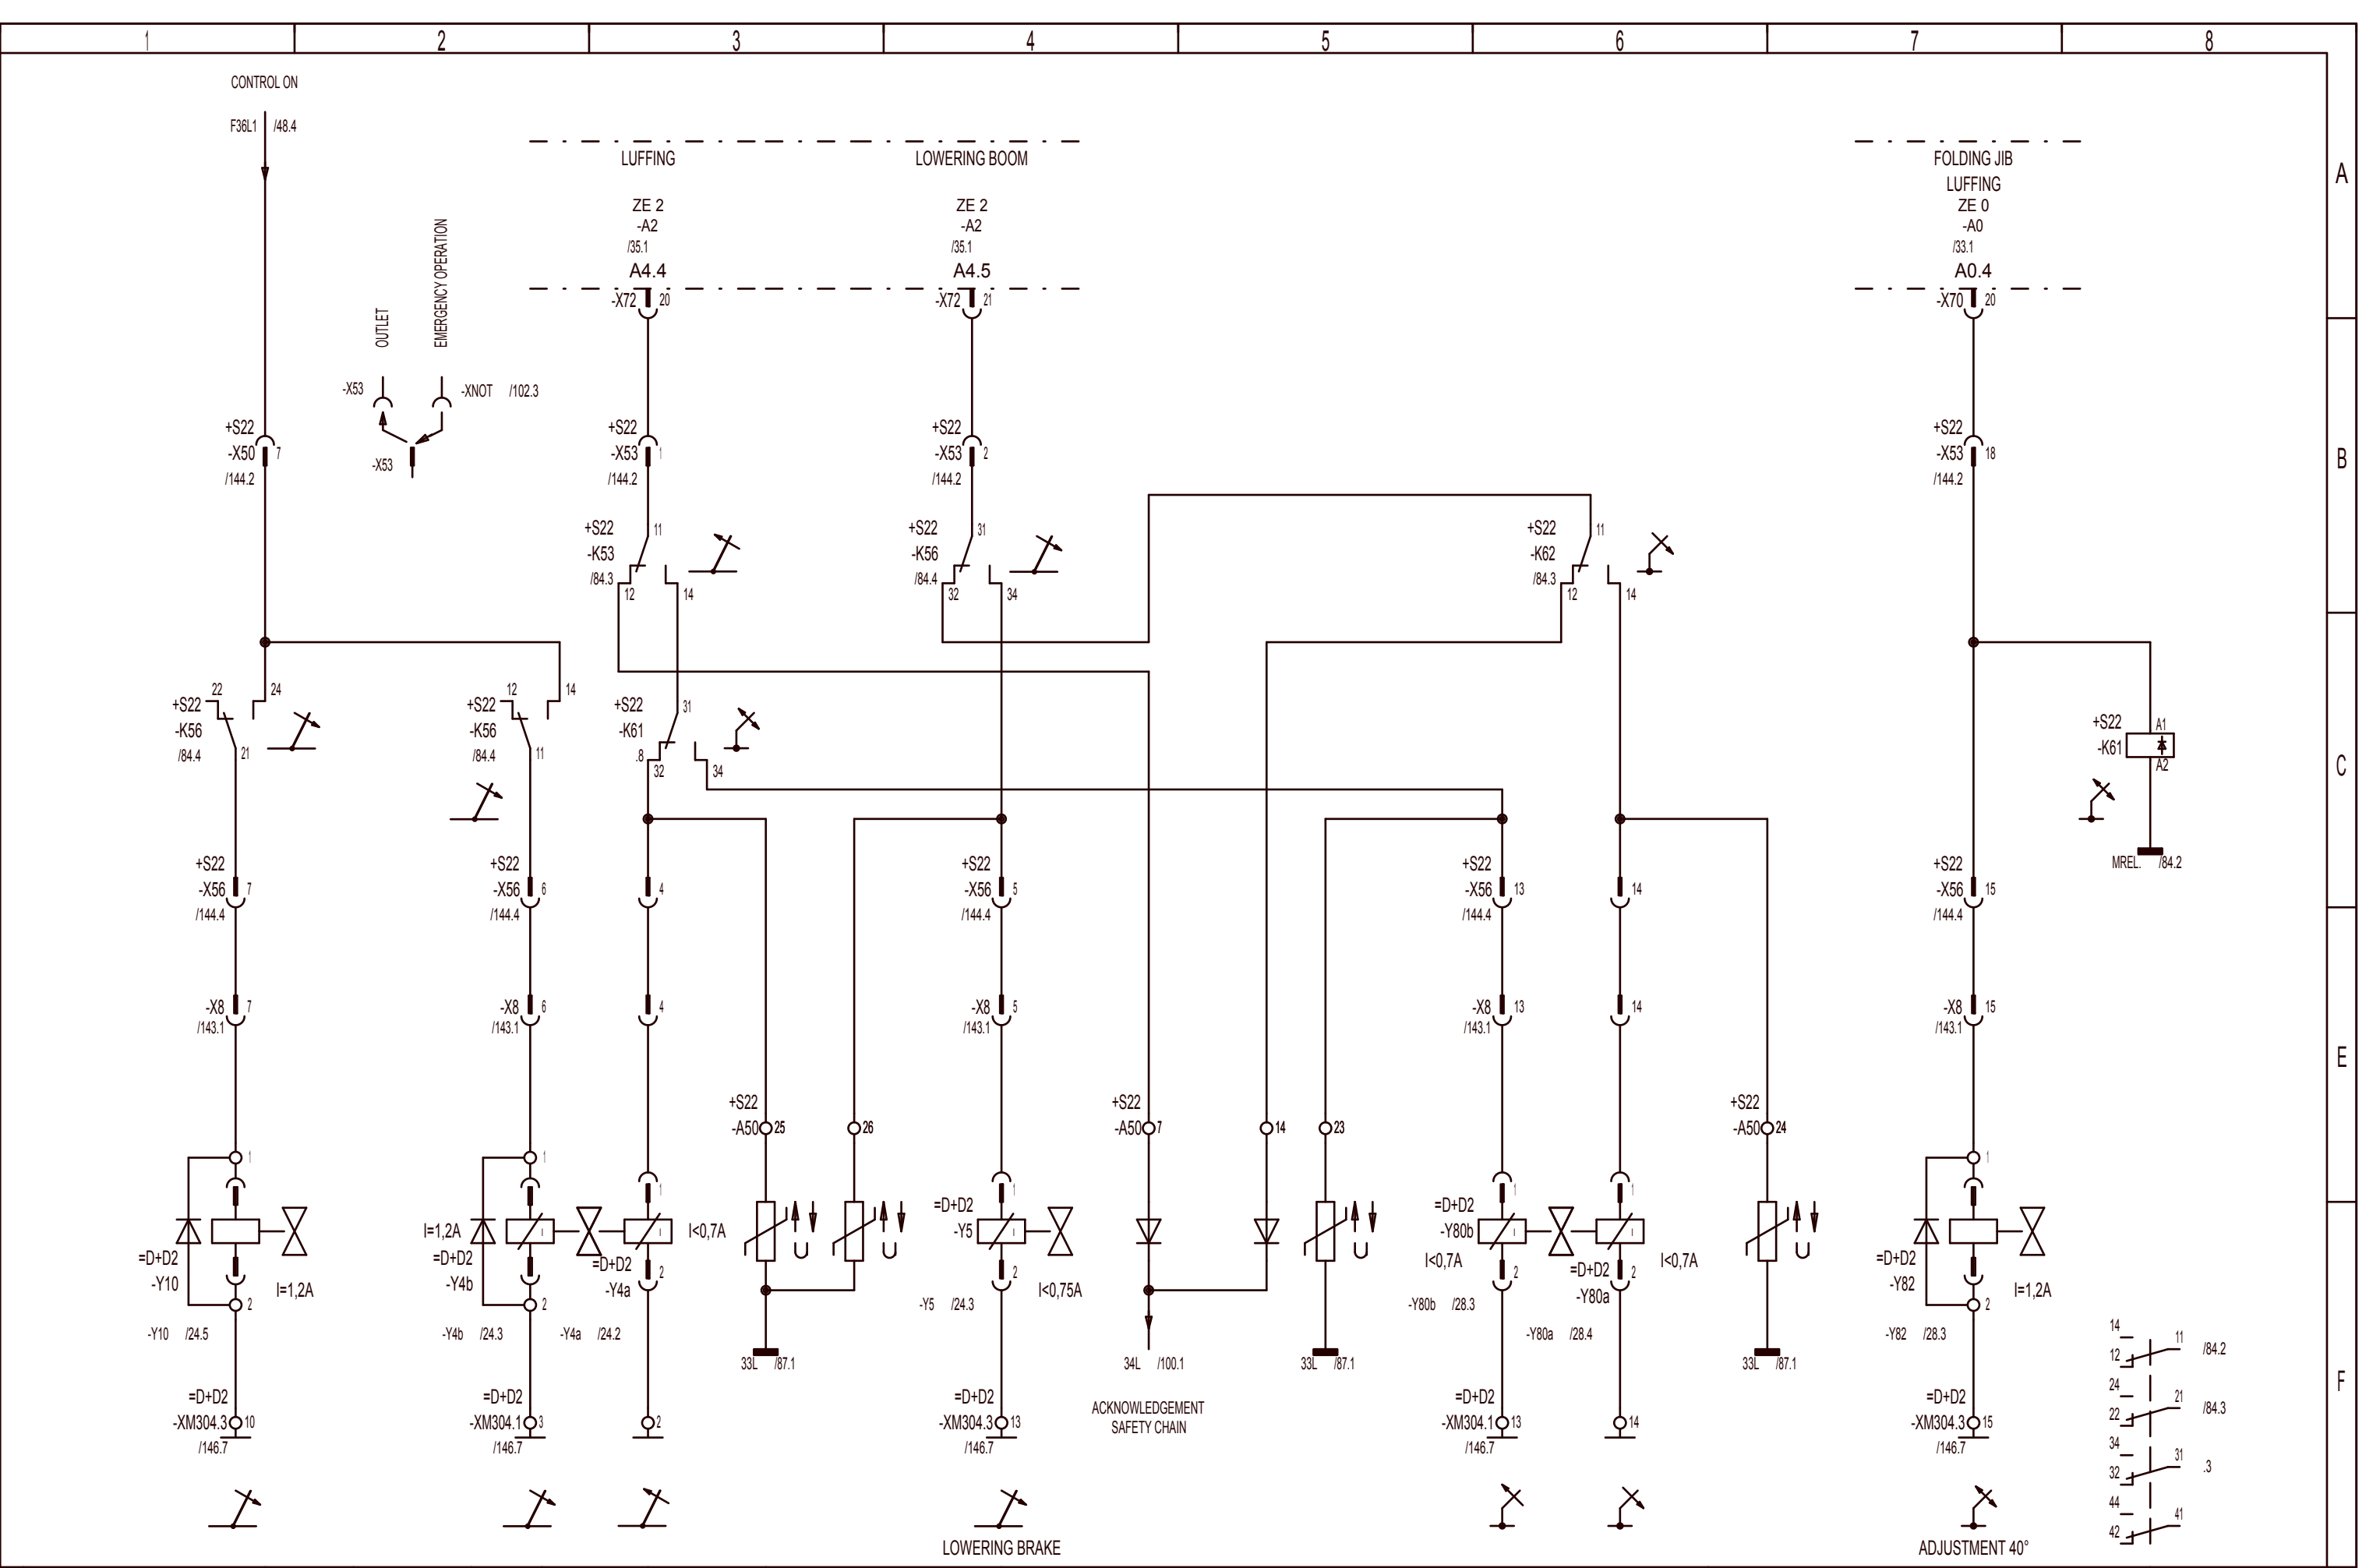 1 2 3 4 5 6 7 8
CONTROL ON
F36L1 /48.4
LUFFING
ZE 2
-A2
/35.1
A4.4
-X72 20
LOWERING BOOM
ZE 2
-A2
/35.1
A4.5
-X72 21
FOLDING JIB
LUFFING
ZE 0
-A0
/33.1
A0.4
-X70 20
A
OUTLET
EMERGENCY OPERATION
-X53
-XNOT /102.3
-X53
+S22
-X50 7
/144.2
+S22
-X53 1
/144.2
+S22
-X53 2
/144.2
+S22
-X53 18
/144.2
B
+S22 11
-K53
/84.3
12 14
+S22 31
-K56
/84.4
32 34
+S22 11
-K62
/84.3
12 14
22 24
+S22
-K56
/84.4 21
12 14
+S22
-K56
/84.4 11
+S22 31
-K61
.8
32 34
+S22 A1
-K61
A2
MREL. /84.2
C
+S22
-X56 7
/144.4
+S22
-X56 6
/144.4
4
+S22
-X56 5
/144.4
+S22
-X56 13
/144.4
14
+S22
-X56 15
/144.4
-X8 7
/143.1
-X8 6
/143.1
4
-X8 5
/143.1
-X8 13
/143.1
14
-X8 15
/143.1
E
+S22
-A50 25
26
+S22
-A50 7
14
23
+S22
-A50 24
1
=D+D2
-Y10
I=1,2A
2
-Y10 /24.5
1
I=1,2A
=D+D2
-Y4b
2
-Y4b /24.3
1
I<0,7A
=D+D2
-Y4a
2
-Y4a /24.2
U
U
33L /87.1
1
=D+D2
-Y5
2
I<0,75A
-Y5 /24.3
34L /100.1
ACKNOWLEDGEMENT
SAFETY CHAIN
U
33L /87.1
1
=D+D2
-Y80b
I<0,7A
2
-Y80b /28.3
1
I<0,7A
=D+D2
-Y80a
2
-Y80a /28.4
U
33L /87.1
1
=D+D2
-Y82
I=1,2A
2
-Y82 /28.3
=D+D2
-XM304.3 10
/146.7
=D+D2
-XM304.1 3
/146.7
2
=D+D2
-XM304.3 13
/146.7
=D+D2
-XM304.1 13
/146.7
14
=D+D2
-XM304.3 15
/146.7
14
12 11 /84.2
24
22 21 /84.3
34
32 31 .3
44
42 41
F
LOWERING BRAKE
ADJUSTMENT 40°